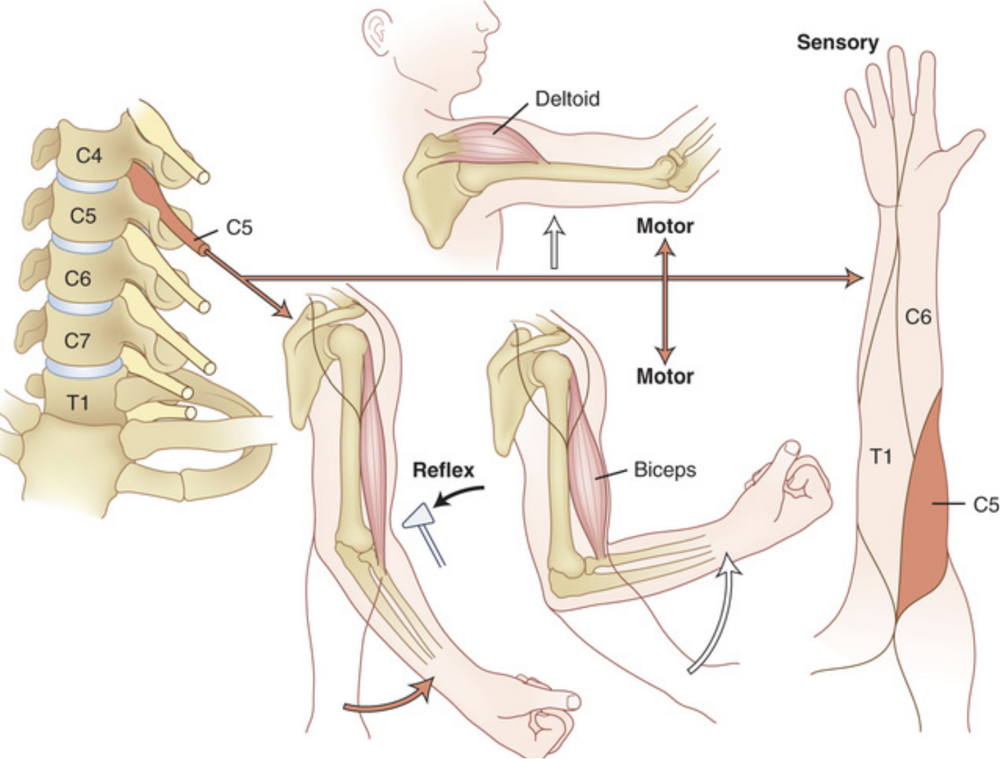 Sensory
Deltoid
C4
C5
C5
C6
C7
T1
Motor
Motor
C6
Reflex
Biceps
T1
C5